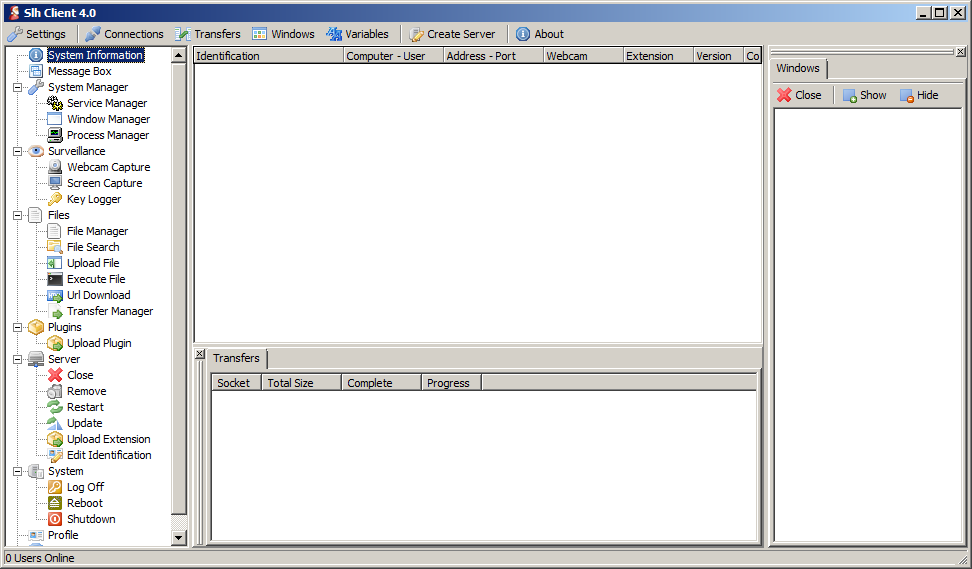 Slh Client 4.0
Settings Connections Transfers Windows Variables Create Server About
System Information
Message Box
System Manager
Service Manager
Window Manager
Process Manager
Surveillance
Webcam Capture
Screen Capture
Key Logger
Files
File Manager
File Search
Upload File
Execute File
Url Download
Transfer Manager
Plugins
Upload Plugin
Server
Close
Remove
Restart
Update
Upload Extension
Edit Identification
System
Log Off
Reboot
Shutdown
Profile
Identification Computer - User Address - Port Webcam Extension Version Co
Transfers
Socket Total Size Complete Progress
Windows
Close Show Hide
0 Users Online